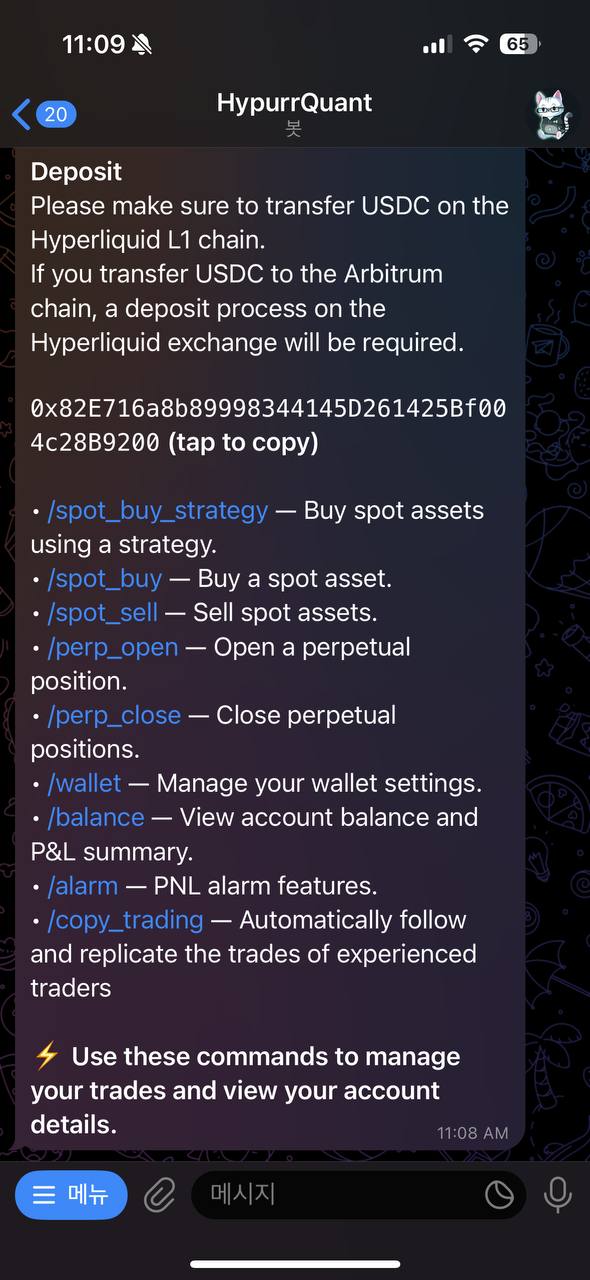 11:09
65
20
HypurrQuant
봇
Deposit
Please make sure to transfer USDC on the
Hyperliquid L1 chain.
If you transfer USDC to the Arbitrum
chain, a deposit process on the
Hyperliquid exchange will be required.
0x82E716a8b89998344145D261425Bf00
4c28B9200 (tap to copy)
• /spot_buy_strategy — Buy spot assets
using a strategy.
• /spot_buy — Buy a spot asset.
• /spot_sell — Sell spot assets.
• /perp_open — Open a perpetual
position.
• /perp_close — Close perpetual
positions.
• /wallet — Manage your wallet settings.
• /balance — View account balance and
P&L summary.
• /alarm — PNL alarm features.
• /copy_trading — Automatically follow
and replicate the trades of experienced
traders
⚡ Use these commands to manage
your trades and view your account
details.
11:08 AM
메뉴
메시지